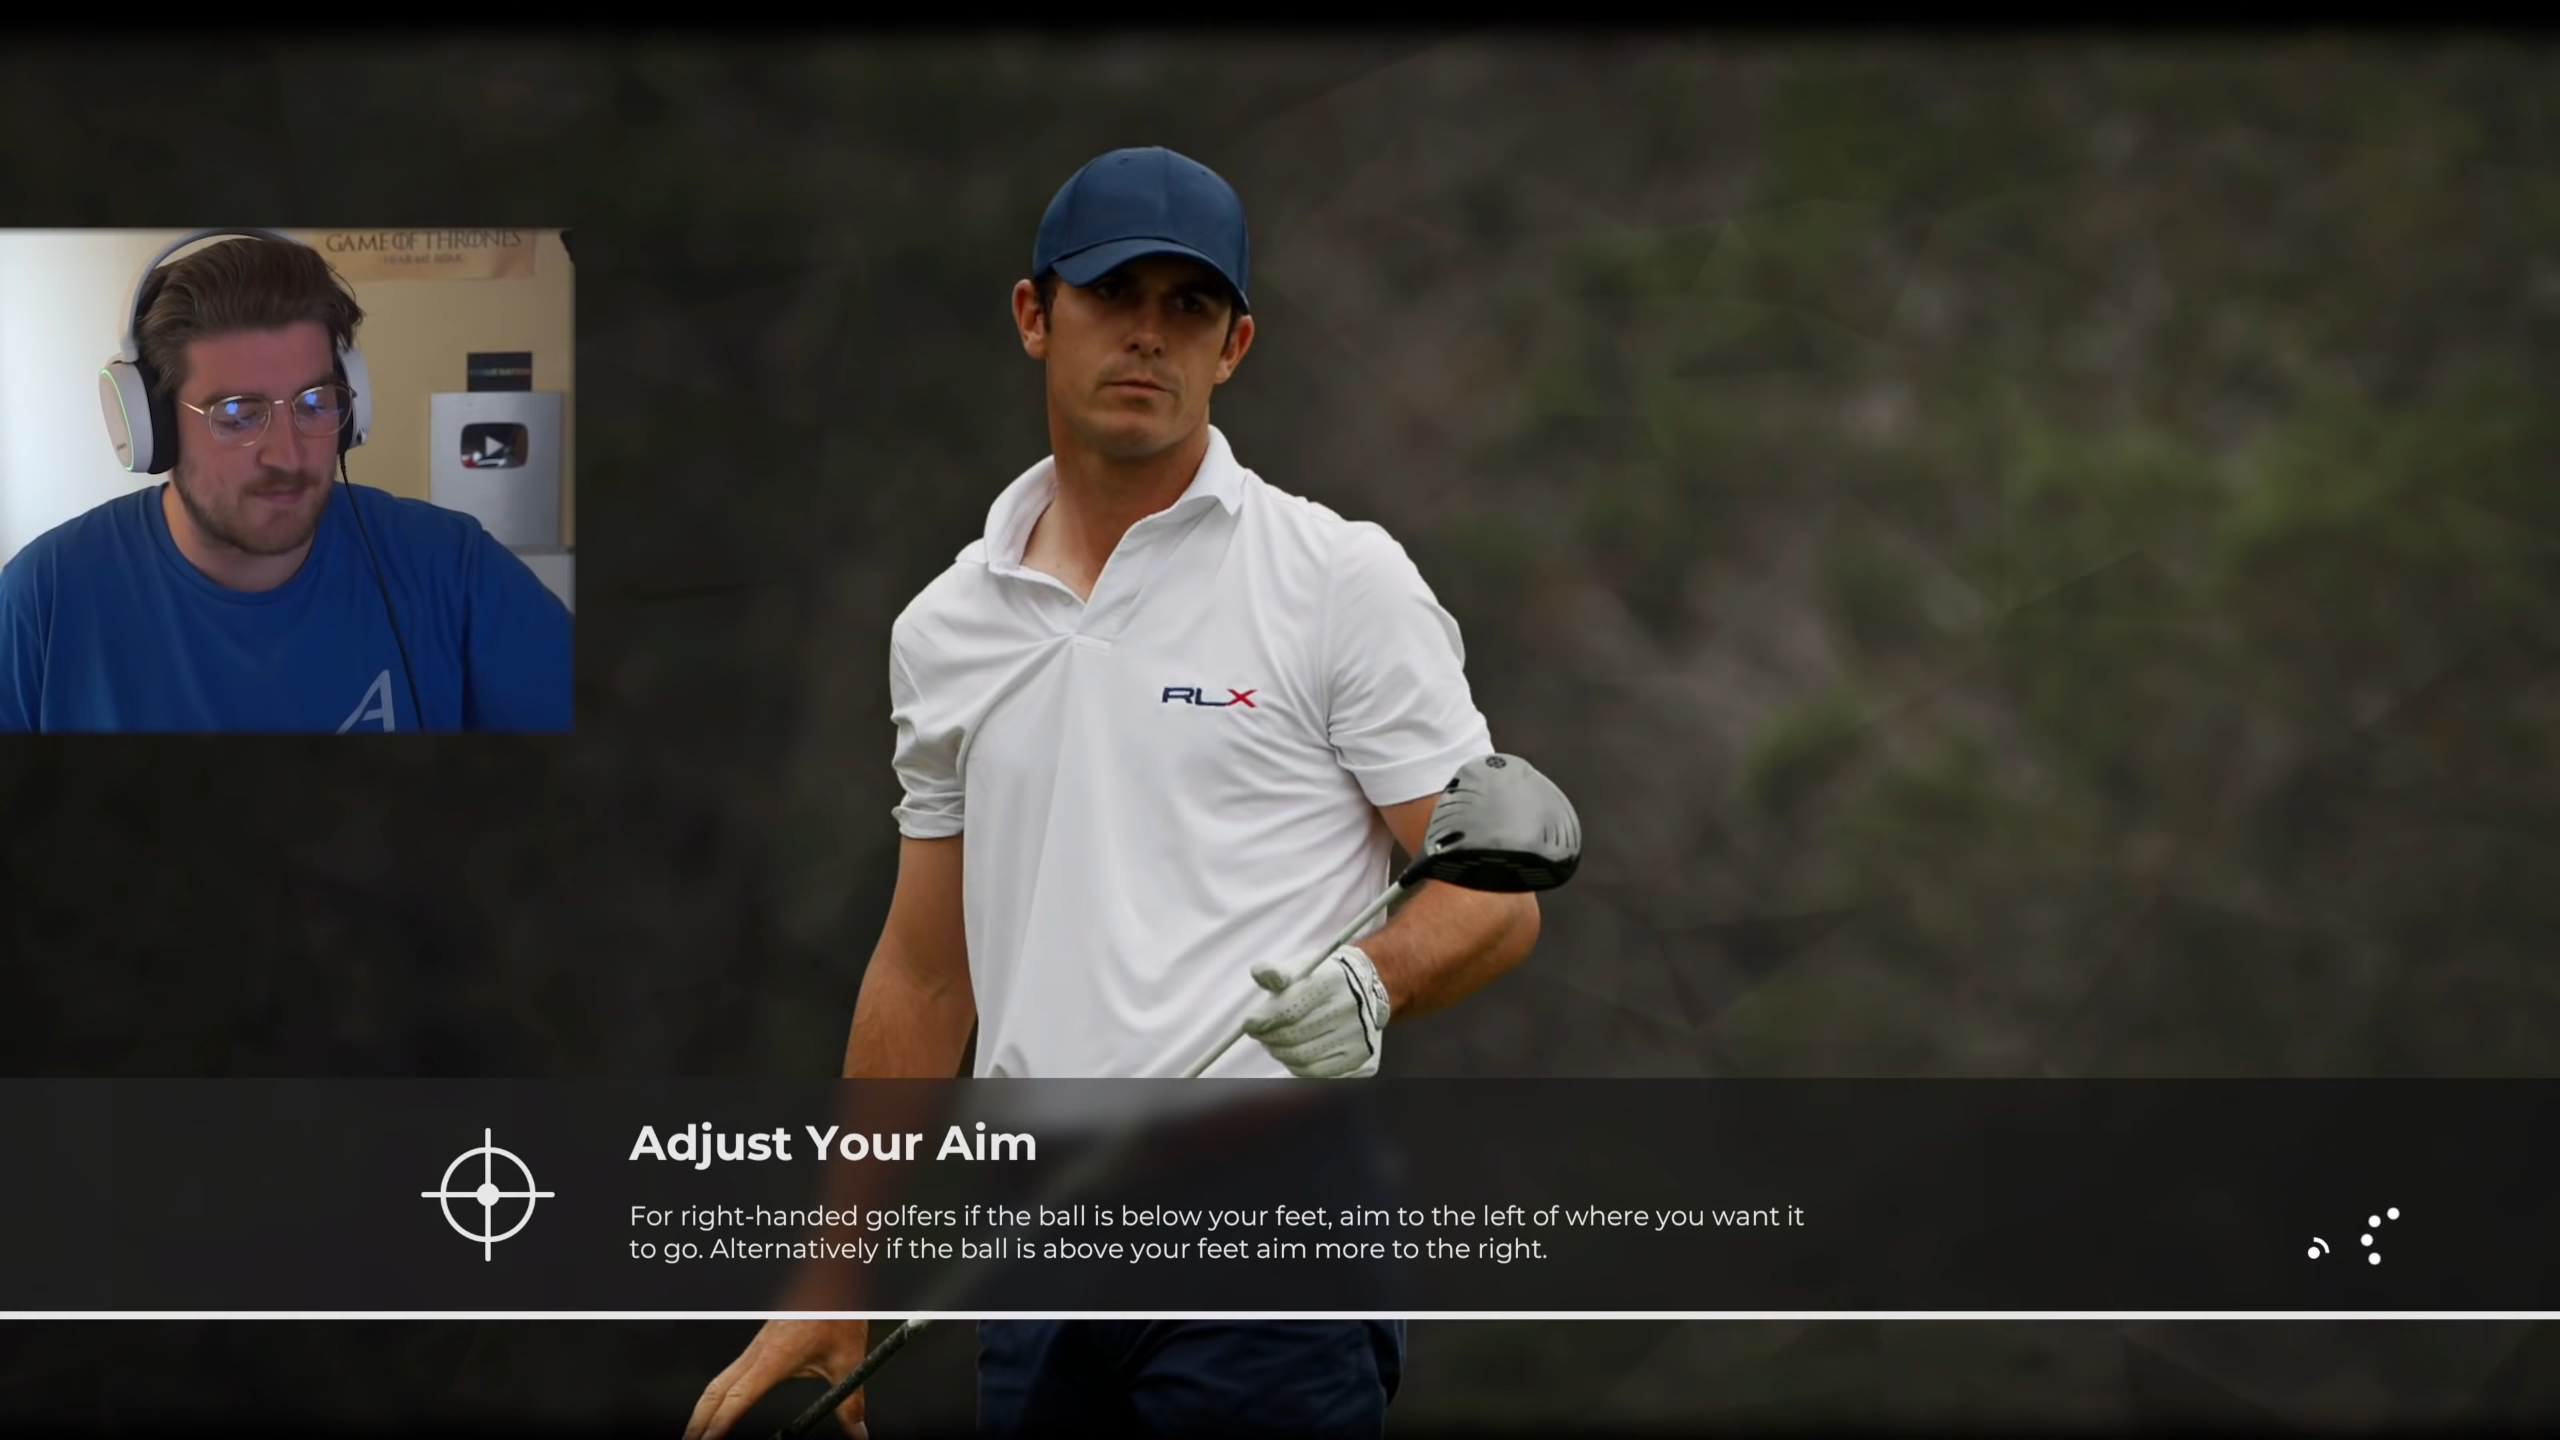 GAME OF THRONES
RLX
Adjust Your Aim
For right-handed golfers if the ball is below your feet, aim to the left of where you want it
to go. Alternatively if the ball is above your feet aim more to the right.